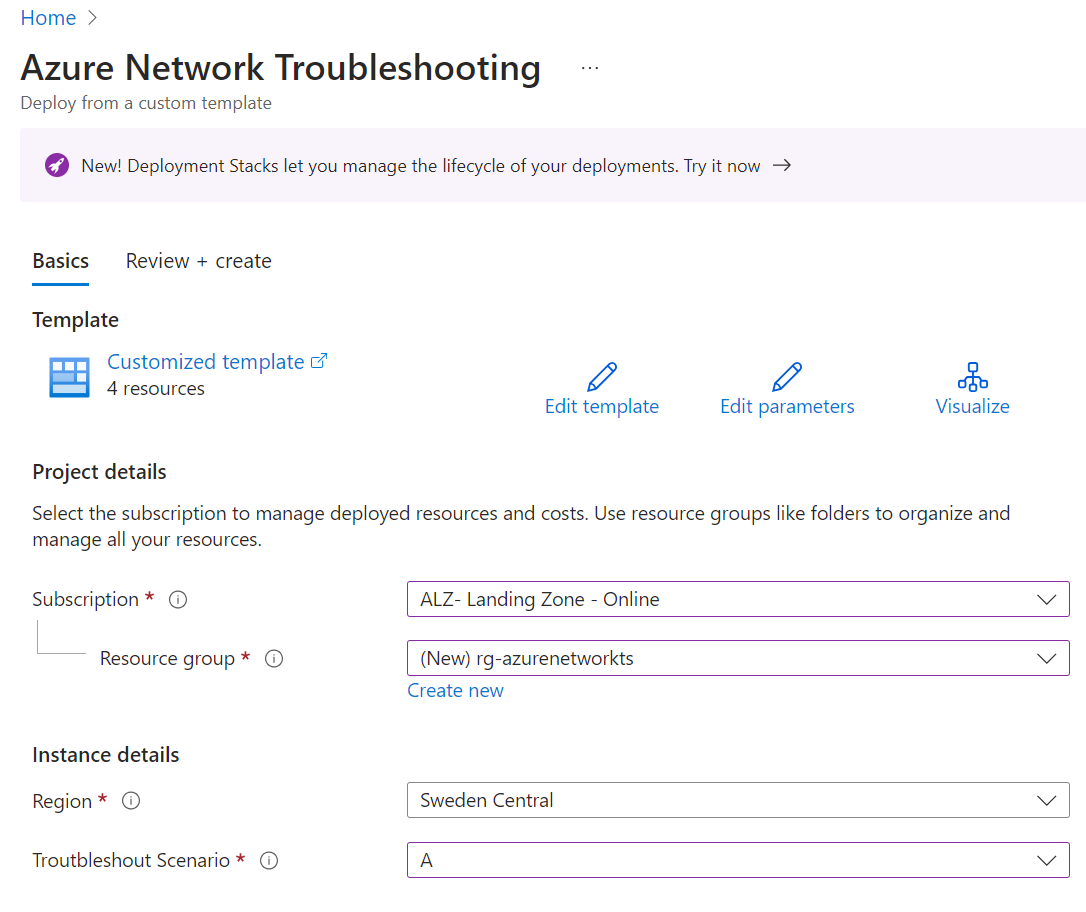 Home
Azure Network Troubleshooting ...
Deploy from a custom template
New! Deployment Stacks let you manage the lifecycle of your deployments. Try it now →
Basics Review + create
Template
Customized template
4 resources
Edit template Edit parameters Visualize
Project details
Select the subscription to manage deployed resources and costs. Use resource groups like folders to organize and
manage all your resources.
Subscription * ALZ- Landing Zone - Online
Resource group * (New) rg-azurenetworkts
Create new
Instance details
Region * Sweden Central
Troutbleshout Scenario * A